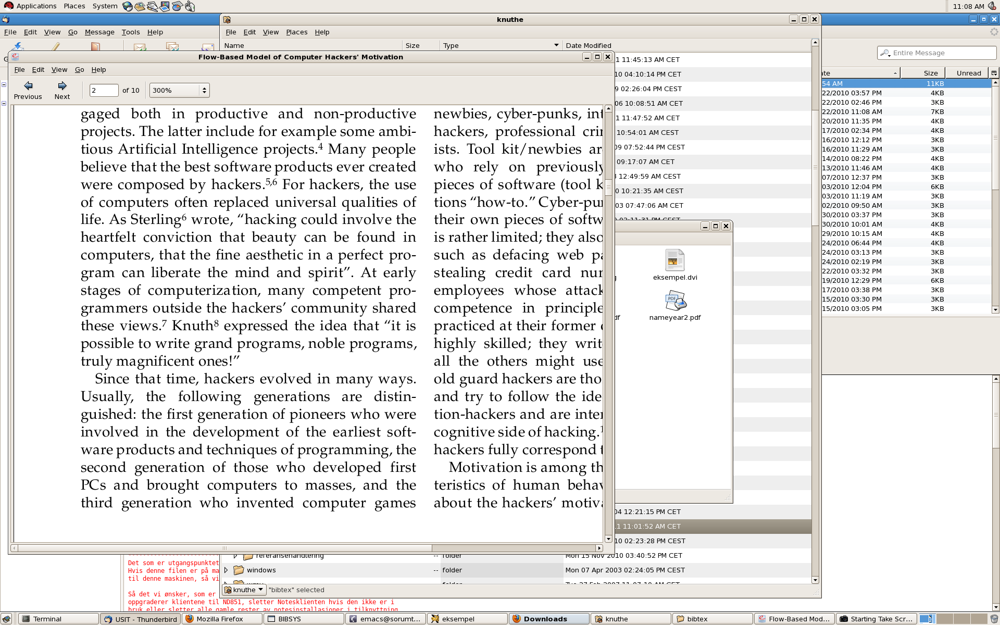 Applications Places System 11:08 AM
knuthe
File Edit View Go Message Tools Help
File Edit View Places Help
Name Size Type Date Modified
Entire Message
Flow-Based Model of Computer Hackers' Motivation
File Edit View Go Help
Previous Next 2 of 10 300%
gaged both in productive and non-productive
projects. The latter include for example some ambi-
tious Artificial Intelligence projects.4 Many people
believe that the best software products ever created
were composed by hackers.5,6 For hackers, the use
of computers often replaced universal qualities of
life. As Sterling6 wrote, “hacking could involve the
heartfelt conviction that beauty can be found in
computers, that the fine aesthetic in a perfect pro-
gram can liberate the mind and spirit”. At early
stages of computerization, many competent pro-
grammers outside the hackers’ community shared
these views.7 Knuth8 expressed the idea that “it is
possible to write grand programs, noble programs,
truly magnificent ones!”
Since that time, hackers evolved in many ways.
Usually, the following generations are distin-
guished: the first generation of pioneers who were
involved in the development of the earliest soft-
ware products and techniques of programming, the
second generation of those who developed first
PCs and brought computers to masses, and the
third generation who invented computer games
newbies, cyber-punks, int
hackers, professional crin
ists. Tool kit/newbies ar
who rely on previously
pieces of software (tool k
tions “how-to.” Cyber-pu
their own pieces of softw
is rather limited; they also
such as defacing web pa
stealing credit card nur
employees whose attack
competence in principle
practiced at their former
highly skilled; they writ
all the others might use
old guard hackers are tho
and try to follow the ide
tion-hackers and are inter
cognitive side of hacking.1
hackers fully correspond t
Motivation is among th
teristics of human behav
about the hackers’ motiva
1 11:45:13 AM CET
10 04:10:14 PM CET
9 02:26:04 PM CEST
06 10:08:51 AM CET
1 11:47:52 AM CET
10:54:01 AM CEST
09 07:52:44 PM CEST
09:17:07 AM CET
12:49:59 AM CEST
0 10:21:35 AM CET
03 07:47:06 AM CET
eksempel.dvi
df nameyear2.pdf
04 12:21:15 PM CET
11:01:52 AM CET
10 02:23:28 PM CEST
referansehåndtering -- folder Mon 15 Nov 2010 03:40:52 PM CET
windows -- folder Mon 07 Apr 2003 02:24:05 PM CEST
knuthe "bibtex" selected
ate Size Unread
54 AM 11KB
22/2010 03:57 PM 4KB
22/2010 02:46 PM 3KB
22/2010 11:08 AM 7KB
20/2010 11:35 PM 4KB
17/2010 02:34 PM 4KB
16/2010 12:12 PM 3KB
16/2010 11:29 AM 3KB
14/2010 08:22 PM 4KB
13/2010 11:46 AM 4KB
07/2010 12:37 PM 3KB
03/2010 12:04 PM 6KB
03/2010 11:19 AM 3KB
02/2010 09:50 AM 3KB
30/2010 03:37 PM 3KB
30/2010 10:01 AM 4KB
29/2010 10:15 AM 4KB
24/2010 06:44 PM 4KB
24/2010 03:13 PM 3KB
24/2010 02:19 PM 3KB
22/2010 03:32 PM 3KB
19/2010 12:29 PM 6KB
17/2010 03:38 PM 3KB
15/2010 03:30 PM 3KB
15/2010 03:05 PM 3KB
Det som er utgangspunktet
Hvis denne filen er på ma
til denne maskinen, så vi
Så det vi ønsker, som er
oppgraderer klientene til ND851, sletter Notesklienten hvis den ikke er i
bruk eller sletter alle gamle rester av notesinstallasjoner i tilknyttning
Terminal USIT - Thunderbird Mozilla Firefox BIBSYS emacs@sorumt... eksempel Downloads knuthe bibtex Flow-Based Mod... Starting Take Scr...